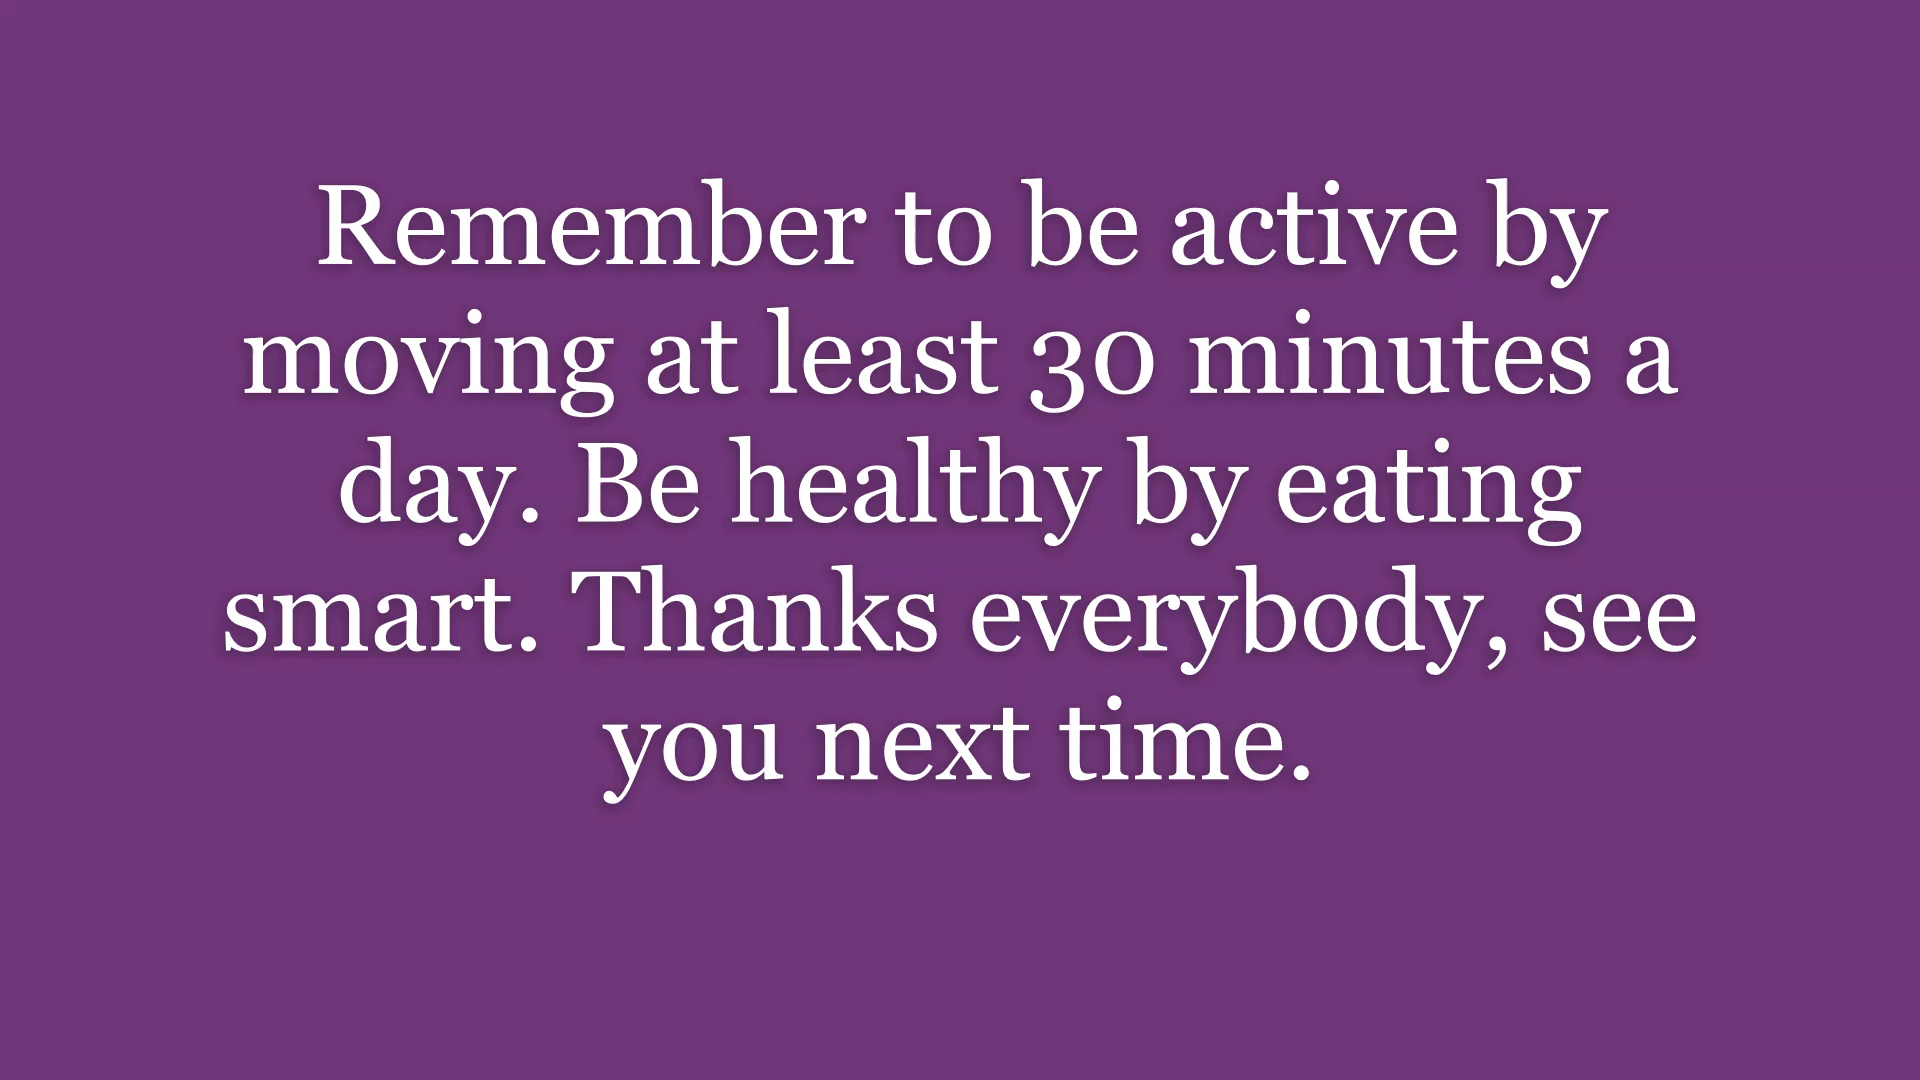 Remember to be active by
moving at least 30 minutes a
day. Be healthy by eating
smart. Thanks everybody, see
you next time.